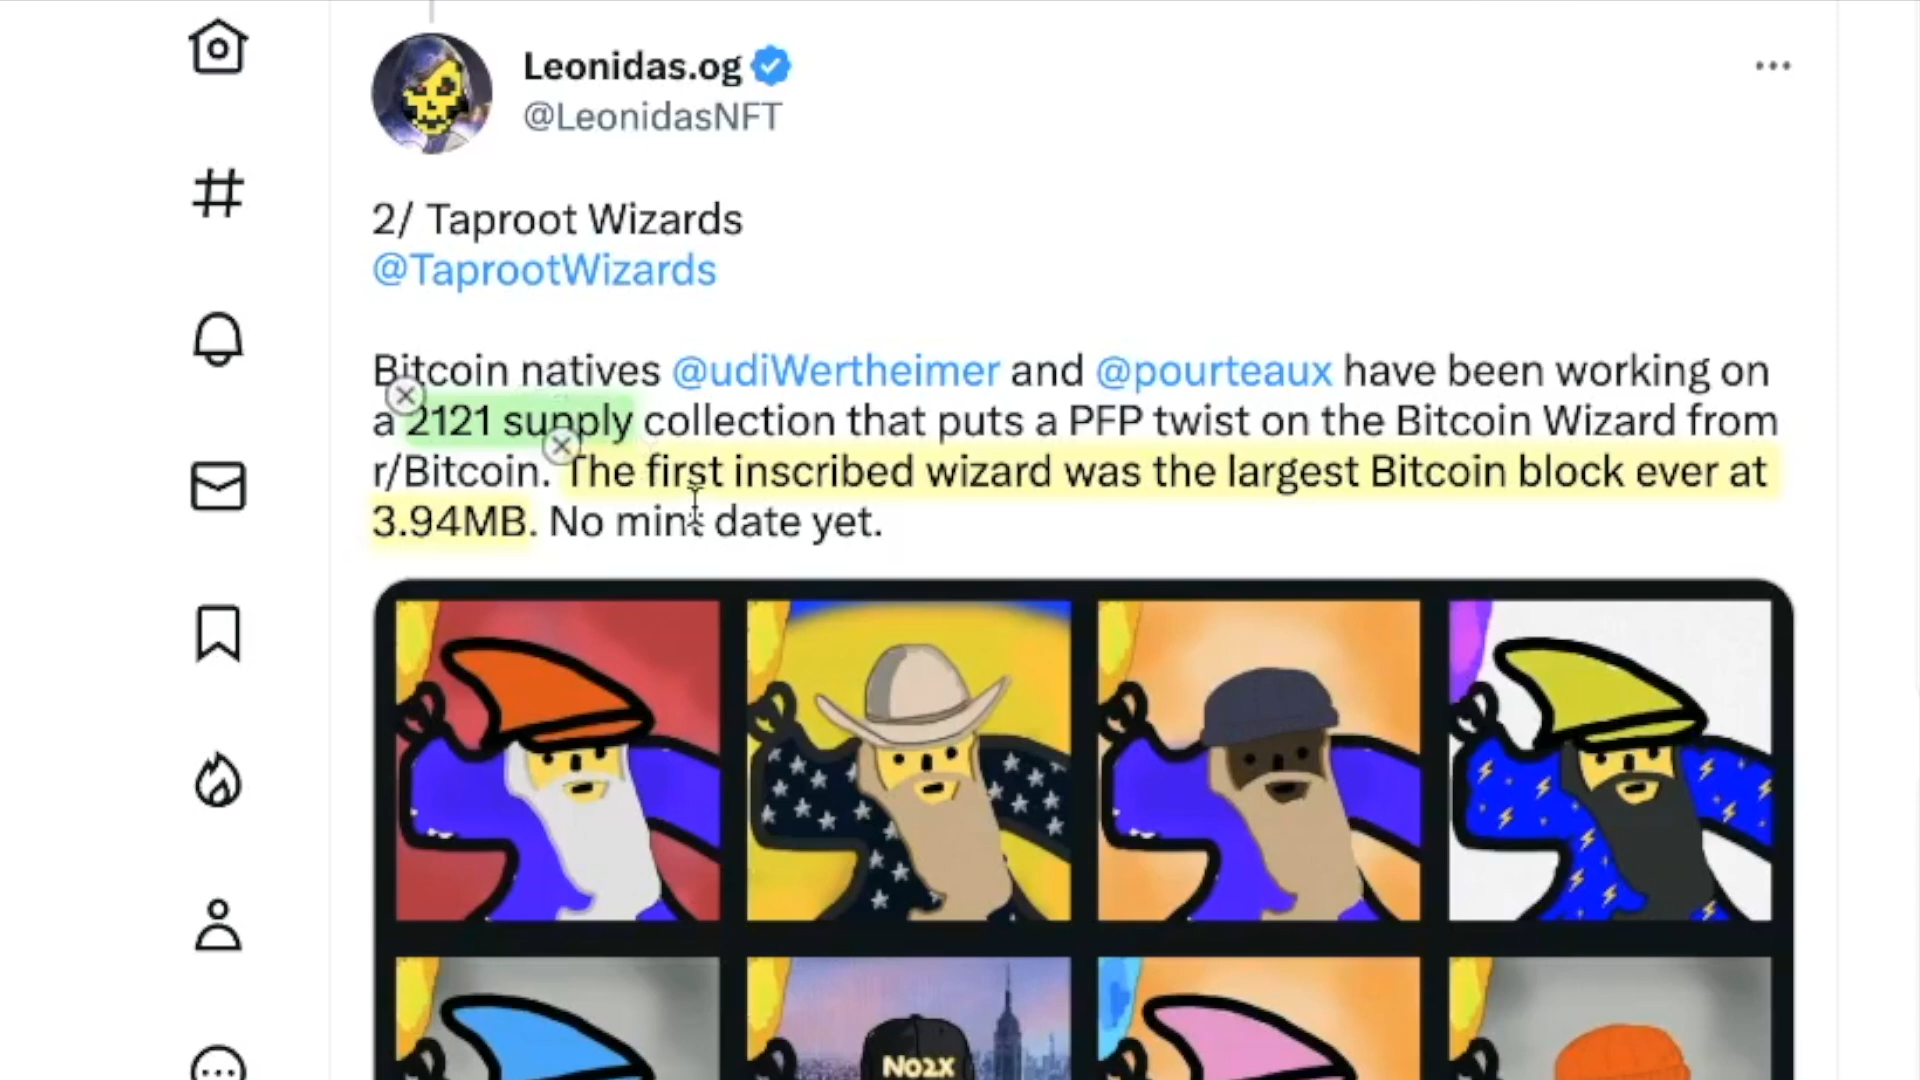 Leonidas.og
@LeonidasNFT
2/ Taproot Wizards
@TaprootWizards
Bitcoin natives @udiWertheimer and @pourteaux have been working on
a 2121 supply collection that puts a PFP twist on the Bitcoin Wizard from
r/Bitcoin. The first inscribed wizard was the largest Bitcoin block ever at
3.94MB. No mint date yet.
No2X